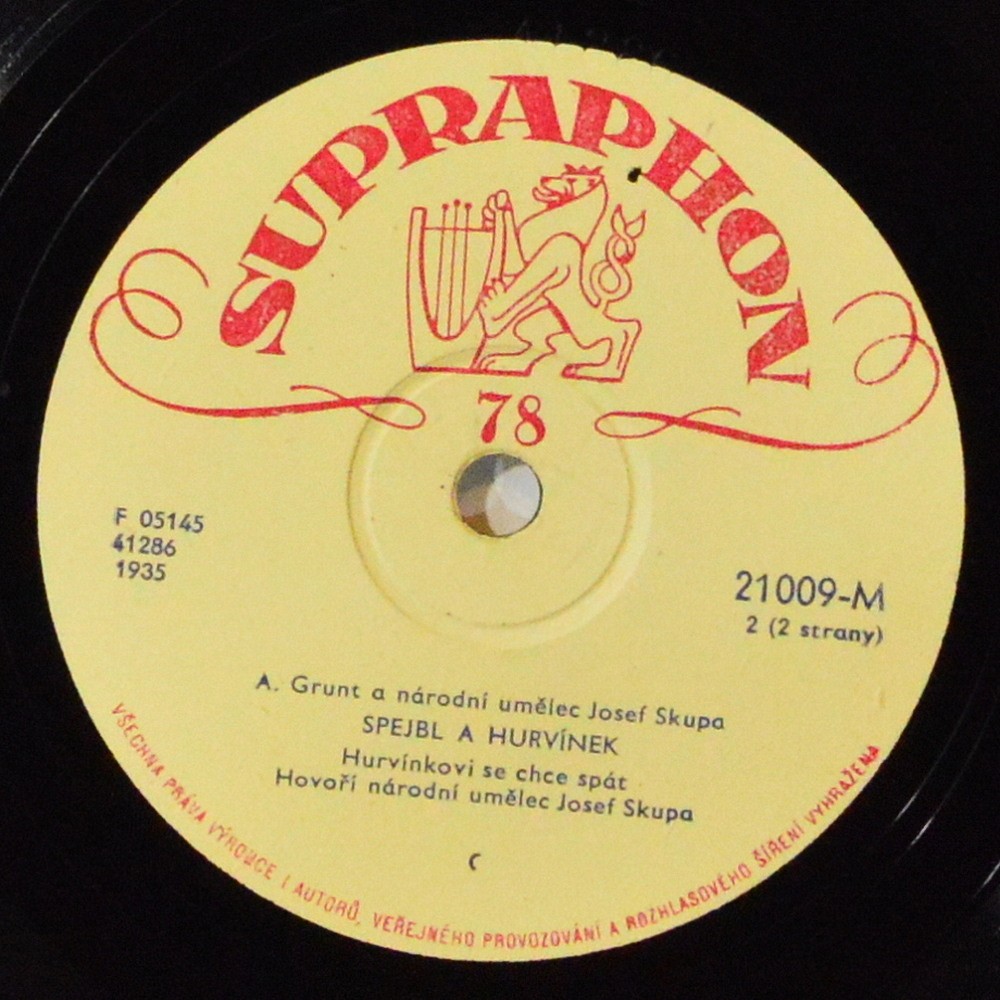 SUPRAPHON
78
F 05145
41286
1935
21009-M
2 (2 strany)
A. Grunt a národní umělec Josef Skupa
SPEJBL A HURVÍNEK
Hurvínkovi se chce spát
Hovoří národní umělec Josef Skupa
C
VŠECHNA PRÁVA VÝROBCE I AUTORŮ, VEŘEJNÉHO PROVOZOVÁNÍ A ROZHLASOVÉHO ŠÍŘENÍ VYHRAŽENA